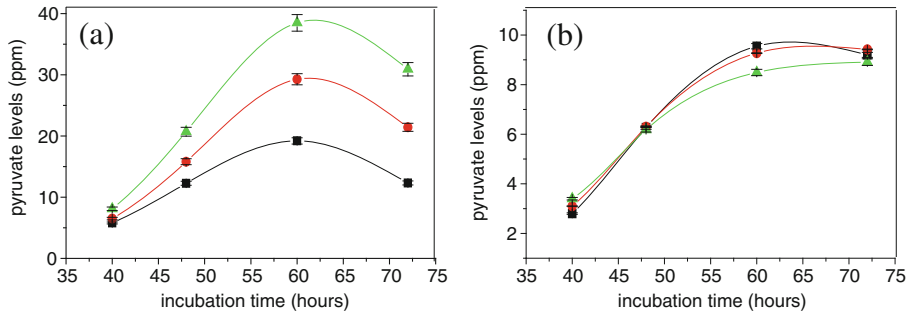 (a)
pyruvate levels (ppm)
40
30
20
10
0
35 40 45 50 55 60 65 70 75
incubation time (hours)
(b)
pyruvate levels (ppm)
10
8
6
4
2
35 40 45 50 55 60 65 70 75
incubation time (hours)